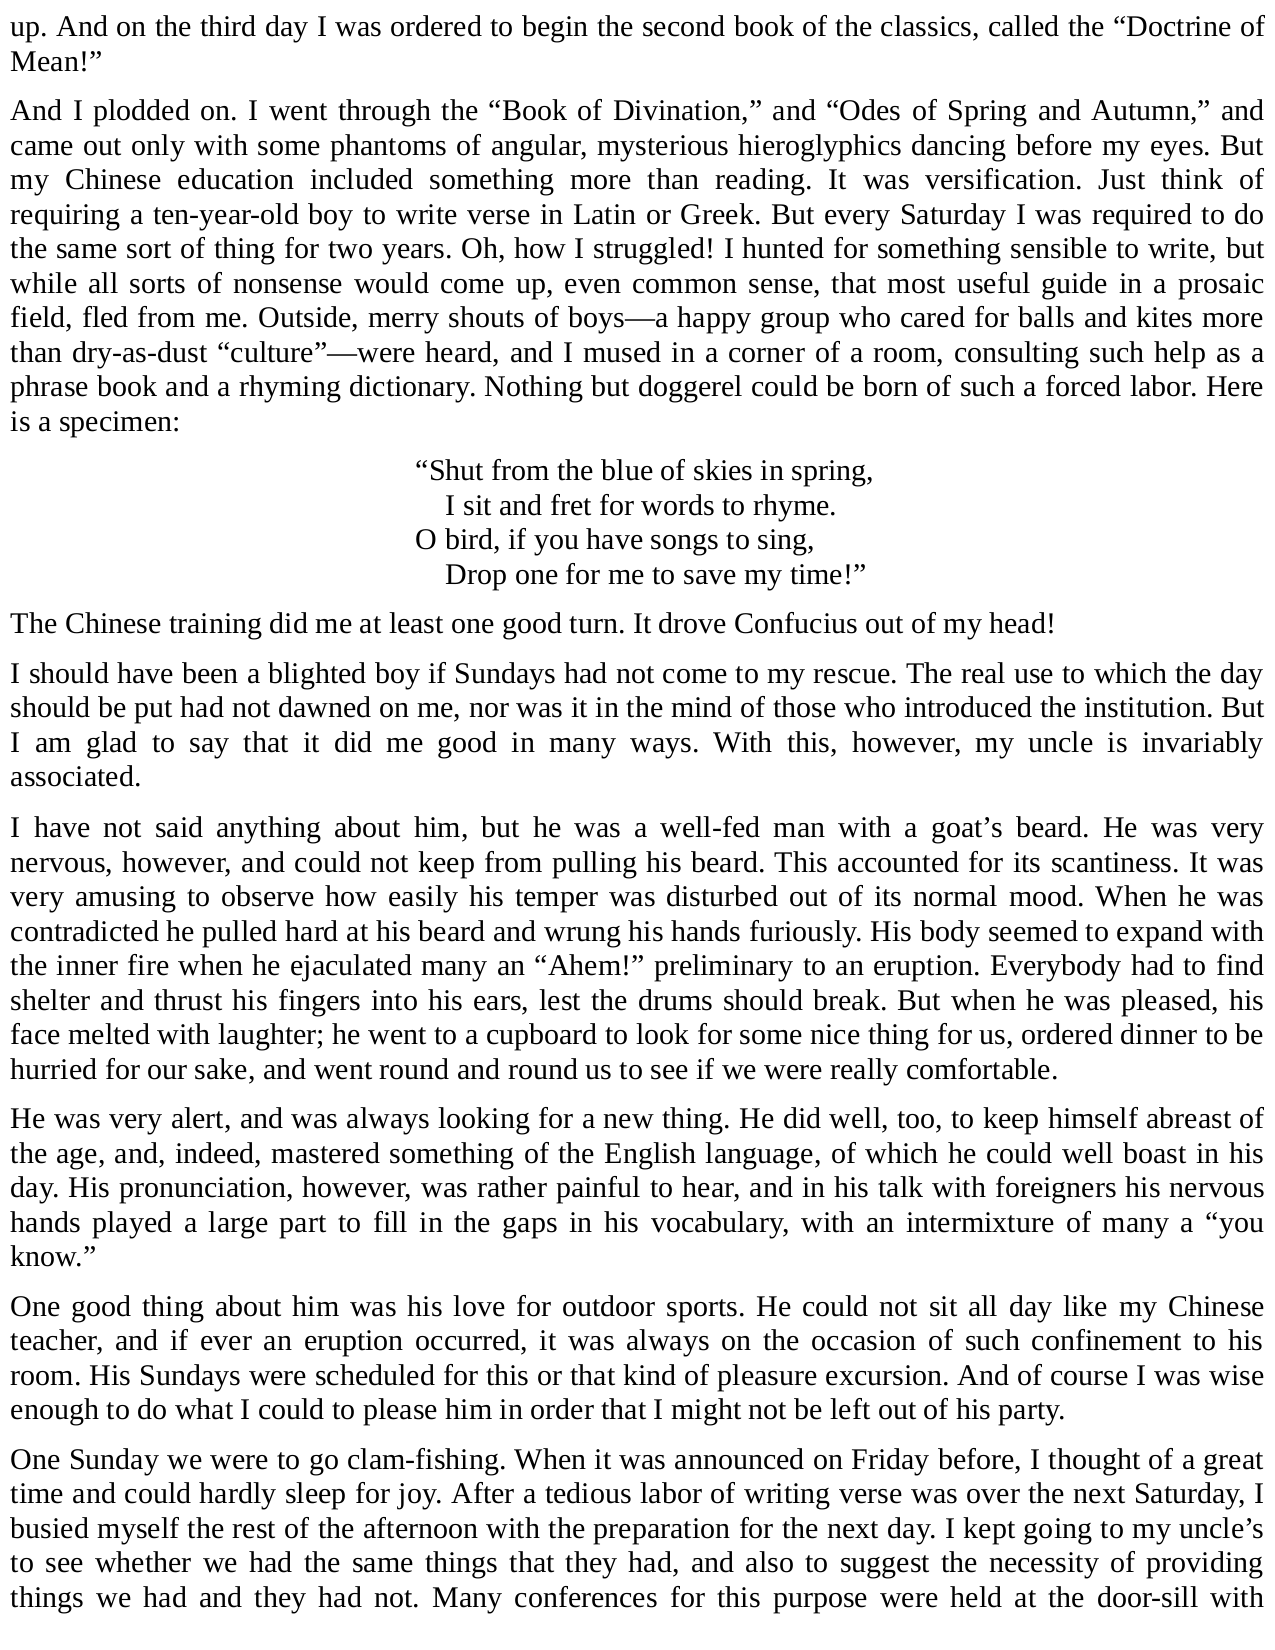 up. And on the third day I was ordered to begin the second book of the classics, called the “Doctrine of
Mean!”
And I plodded on. I went through the “Book of Divination,” and “Odes of Spring and Autumn,” and
came out only with some phantoms of angular, mysterious hieroglyphics dancing before my eyes. But
my Chinese education included something more than reading. It was versification. Just think of
requiring a ten-year-old boy to write verse in Latin or Greek. But every Saturday I was required to do
the same sort of thing for two years. Oh, how I struggled! I hunted for something sensible to write, but
while all sorts of nonsense would come up, even common sense, that most useful guide in a prosaic
field, fled from me. Outside, merry shouts of boys—a happy group who cared for balls and kites more
than dry-as-dust “culture”—were heard, and I mused in a corner of a room, consulting such help as a
phrase book and a rhyming dictionary. Nothing but doggerel could be born of such a forced labor. Here
is a specimen:
“Shut from the blue of skies in spring,
I sit and fret for words to rhyme.
O bird, if you have songs to sing,
Drop one for me to save my time!”
The Chinese training did me at least one good turn. It drove Confucius out of my head!
I should have been a blighted boy if Sundays had not come to my rescue. The real use to which the day
should be put had not dawned on me, nor was it in the mind of those who introduced the institution. But
I am glad to say that it did me good in many ways. With this, however, my uncle is invariably
associated.
I have not said anything about him, but he was a well-fed man with a goat’s beard. He was very
nervous, however, and could not keep from pulling his beard. This accounted for its scantiness. It was
very amusing to observe how easily his temper was disturbed out of its normal mood. When he was
contradicted he pulled hard at his beard and wrung his hands furiously. His body seemed to expand with
the inner fire when he ejaculated many an “Ahem!” preliminary to an eruption. Everybody had to find
shelter and thrust his fingers into his ears, lest the drums should break. But when he was pleased, his
face melted with laughter; he went to a cupboard to look for some nice thing for us, ordered dinner to be
hurried for our sake, and went round and round us to see if we were really comfortable.
He was very alert, and was always looking for a new thing. He did well, too, to keep himself abreast of
the age, and, indeed, mastered something of the English language, of which he could well boast in his
day. His pronunciation, however, was rather painful to hear, and in his talk with foreigners his nervous
hands played a large part to fill in the gaps in his vocabulary, with an intermixture of many a “you
know.”
One good thing about him was his love for outdoor sports. He could not sit all day like my Chinese
teacher, and if ever an eruption occurred, it was always on the occasion of such confinement to his
room. His Sundays were scheduled for this or that kind of pleasure excursion. And of course I was wise
enough to do what I could to please him in order that I might not be left out of his party.
One Sunday we were to go clam-fishing. When it was announced on Friday before, I thought of a great
time and could hardly sleep for joy. After a tedious labor of writing verse was over the next Saturday, I
busied myself the rest of the afternoon with the preparation for the next day. I kept going to my uncle’s
to see whether we had the same things that they had, and also to suggest the necessity of providing
things we had and they had not. Many conferences for this purpose were held at the door-sill with